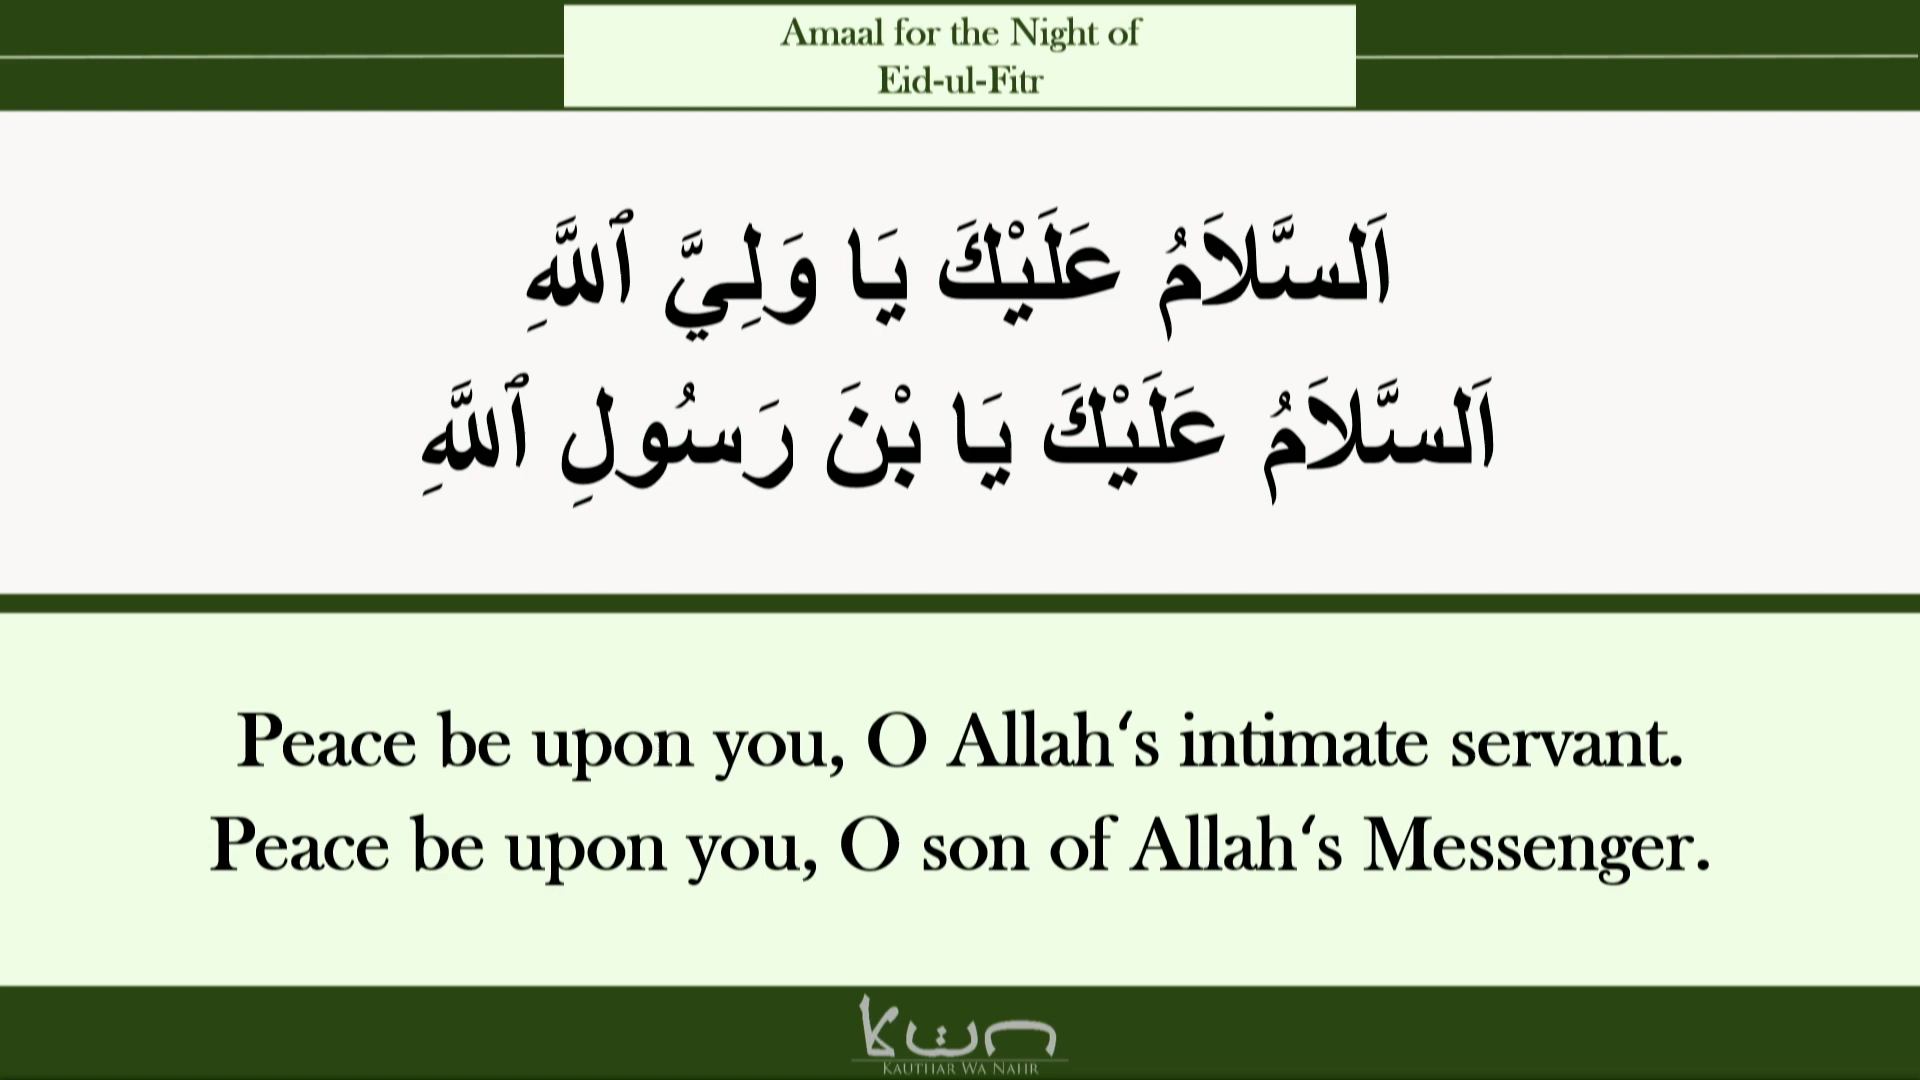 Amaal for the Night of
Eid-ul-Fitr
اَلسَّلاَمُ عَلَيْكَ يَا وَلِيَّ ٱللَّهِ
اَلسَّلاَمُ عَلَيْكَ يَا بْنَ رَسُولِ ٱللَّهِ
Peace be upon you, O Allah‘s intimate servant.
Peace be upon you, O son of Allah‘s Messenger.
KAUTHAR WA NAHR